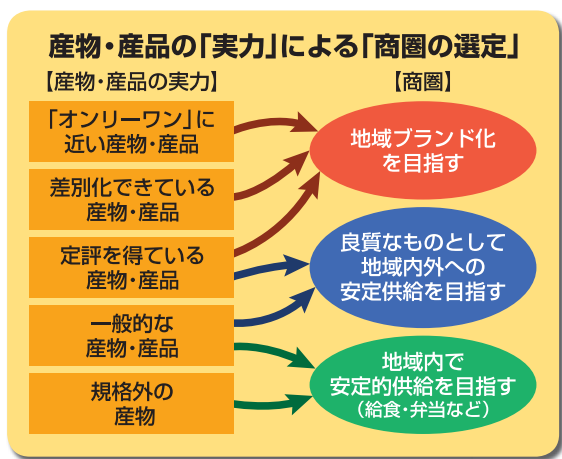 産物・産品の「実力」による「商圏の選定」
【産物・産品の実力】
【商圏】
「オンリーワン」に
近い産物・産品
差別化できている
産物・産品
定評を得ている
産物・産品
一般的な
産物・産品
規格外の
産物
地域ブランド化
を目指す
良質なものとして
地域内外への
安定供給を目指す
地域内で
安定的供給を目指す
（給食・弁当など）